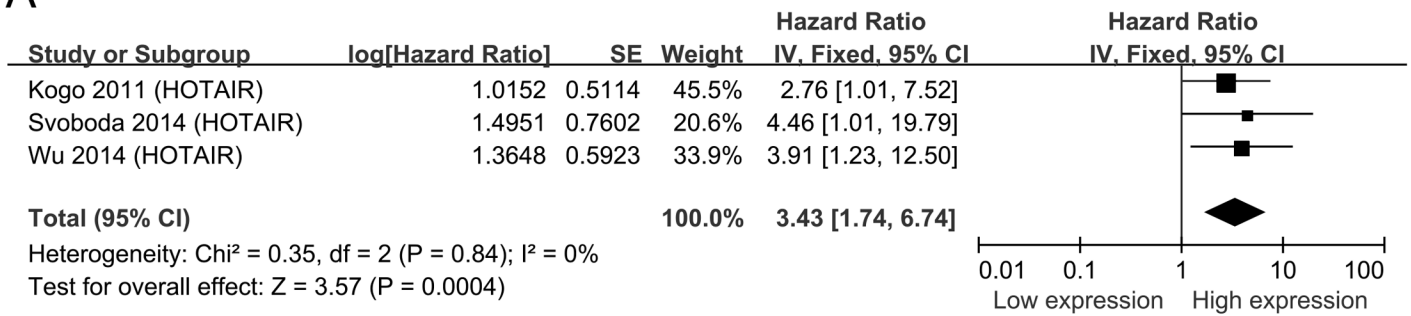 A
Hazard Ratio Hazard Ratio
Study or Subgroup log[Hazard Ratio] SE Weight IV, Fixed, 95% CI IV, Fixed, 95% CI
Kogo 2011 (HOTAIR) 1.0152 0.5114 45.5% 2.76 [1.01, 7.52]
Svoboda 2014 (HOTAIR) 1.4951 0.7602 20.6% 4.46 [1.01, 19.79]
Wu 2014 (HOTAIR) 1.3648 0.5923 33.9% 3.91 [1.23, 12.50]
Total (95% CI) 100.0% 3.43 [1.74, 6.74]
Heterogeneity: Chi² = 0.35, df = 2 (P = 0.84); I² = 0%
Test for overall effect: Z = 3.57 (P = 0.0004)
0.01 0.1 1 10 100
Low expression High expression